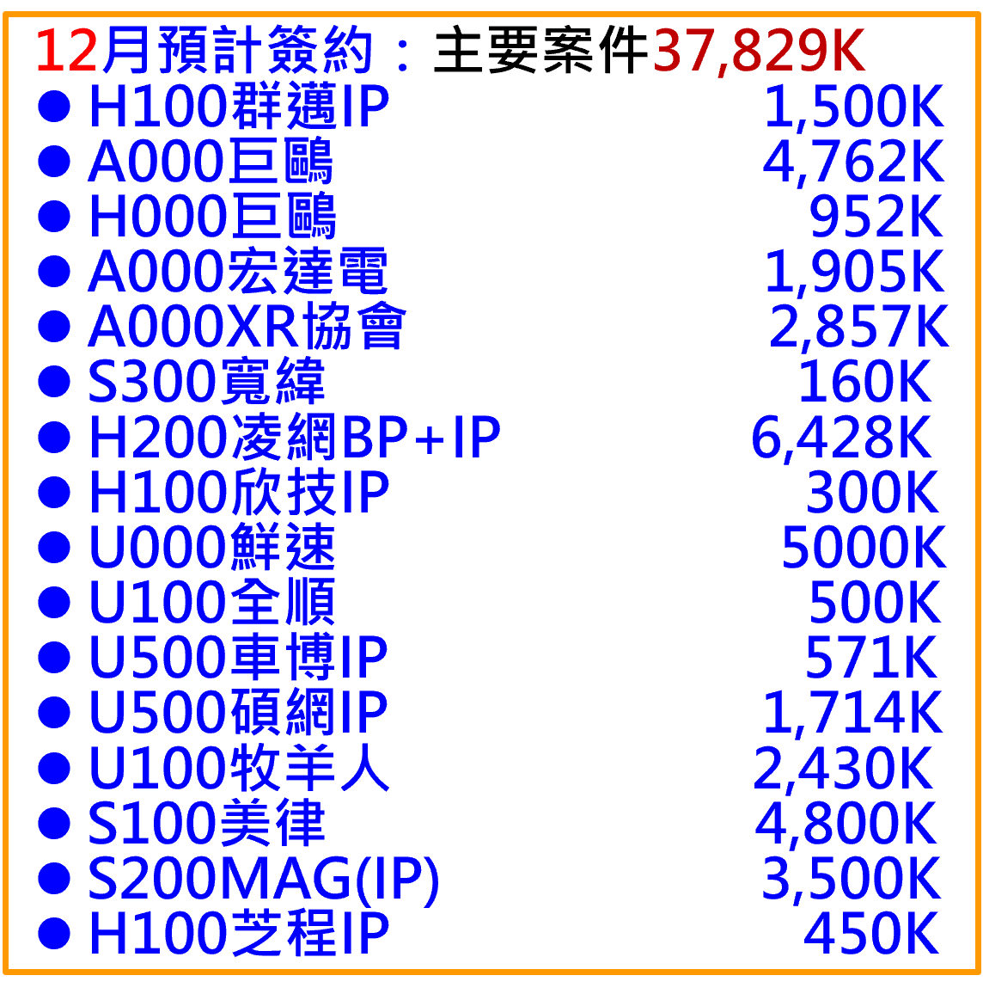 12月預計簽約：主要案件37,829K
● H100群邁IP 1,500K
● A000巨鷗 4,762K
● H000巨鷗 952K
● A000宏達電 1,905K
● A000XR協會 2,857K
● S300寬緯 160K
● H200凌網BP+IP 6,428K
● H100欣技IP 300K
● U000鮮速 5000K
● U100全順 500K
● U500車博IP 571K
● U500碩網IP 1,714K
● U100牧羊人 2,430K
● S100美律 4,800K
● S200MAG(IP) 3,500K
● H100芝程IP 450K